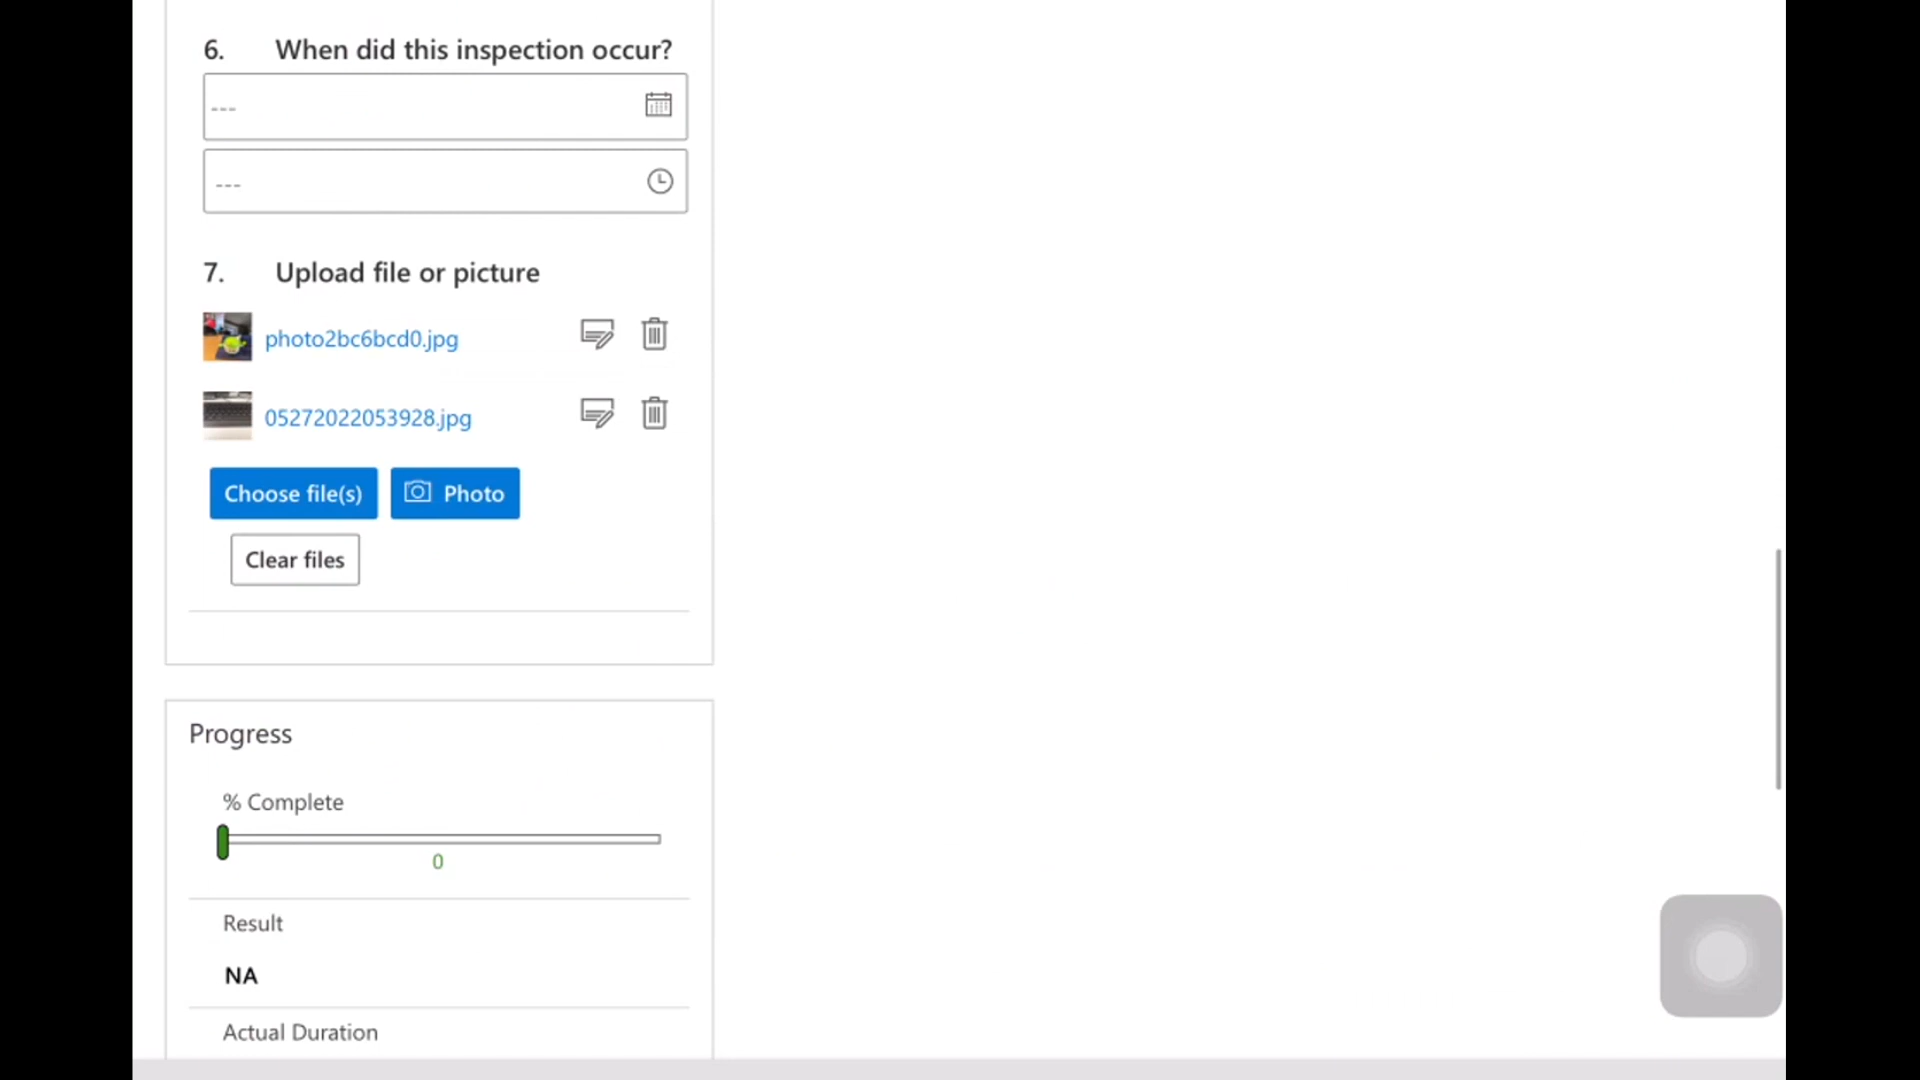 6. When did this inspection occur?
---
---
7. Upload file or picture
photo2bc6bcd0.jpg
05272022053928.jpg
Choose file(s) Photo
Clear files
Progress
% Complete
0
Result
NA
Actual Duration